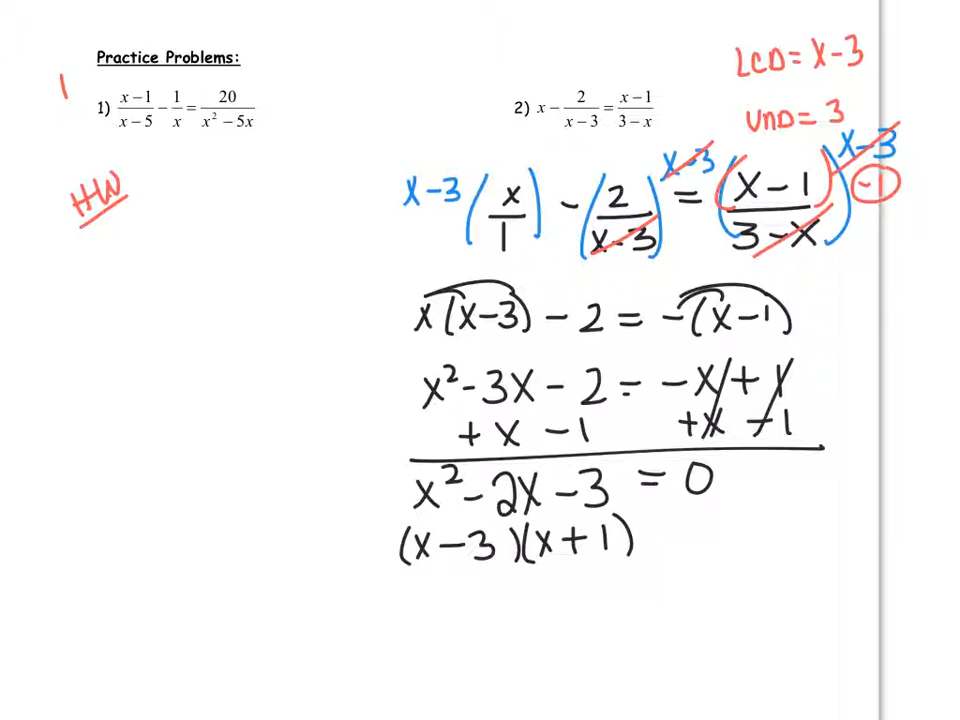 Practice Problems:
LCD = x-3
UND = 3
1
1) (x-1)/(x-5) - 1/x = 20/(x² - 5x)
2) x - 2/(x-3) = (x-1)/(3-x)
HW
x-3 (x/1) - (2/(x-3)) x-3 = ((x-1)/(3-x)) x-3 -1
x(x-3) - 2 = -(x-1)
x² - 3x - 2 = -x + 1
+ x - 1 +x -1
x² - 2x - 3 = 0
(x - 3)(x + 1)